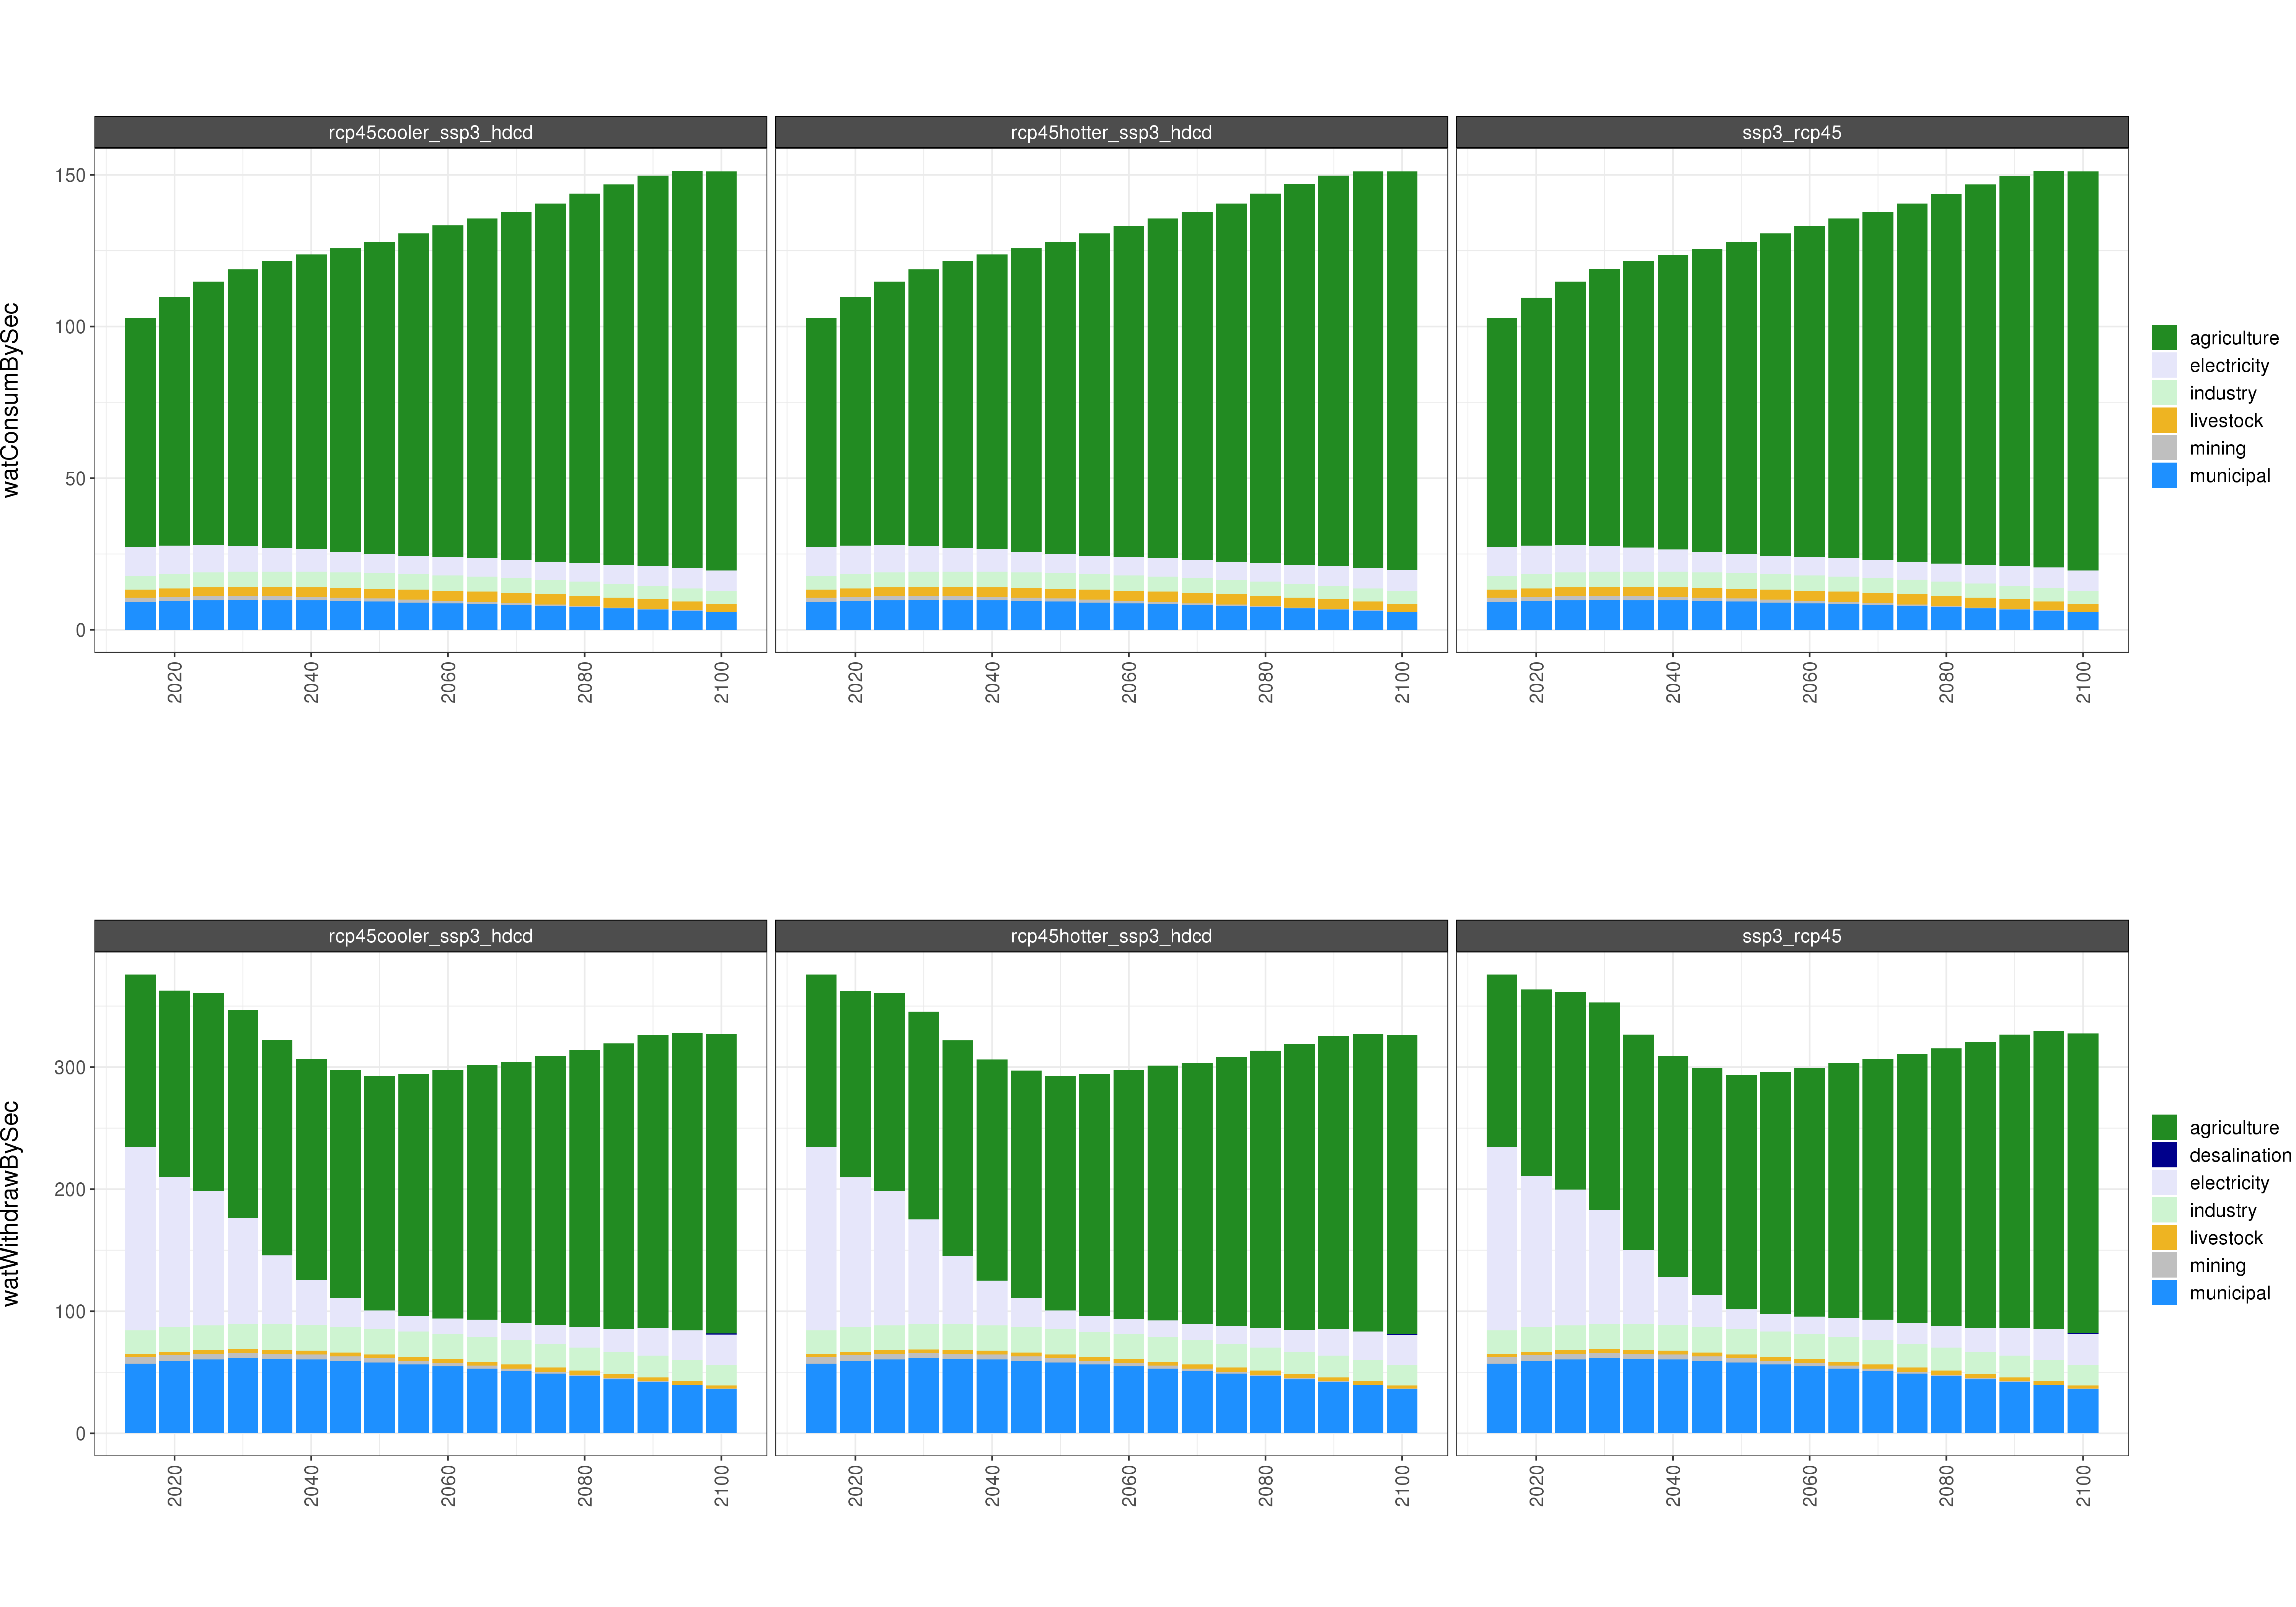 rcp45cooler_ssp3_hdcd rcp45hotter_ssp3_hdcd ssp3_rcp45
watConsumBySec
150
100
50
0
2020 2040 2060 2080 2100 2020 2040 2060 2080 2100 2020 2040 2060 2080 2100
agriculture
electricity
industry
livestock
mining
municipal
rcp45cooler_ssp3_hdcd rcp45hotter_ssp3_hdcd ssp3_rcp45
watWithdrawBySec
300
200
100
0
2020 2040 2060 2080 2100 2020 2040 2060 2080 2100 2020 2040 2060 2080 2100
agriculture
desalination
electricity
industry
livestock
mining
municipal